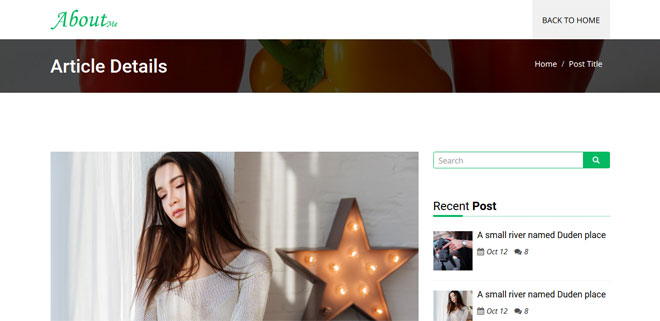 AboutMe
BACK TO HOME
Article Details
Home / Post Title
Search
Recent Post
A small river named Duden place
Oct 12 8
A small river named Duden place
Oct 12 8